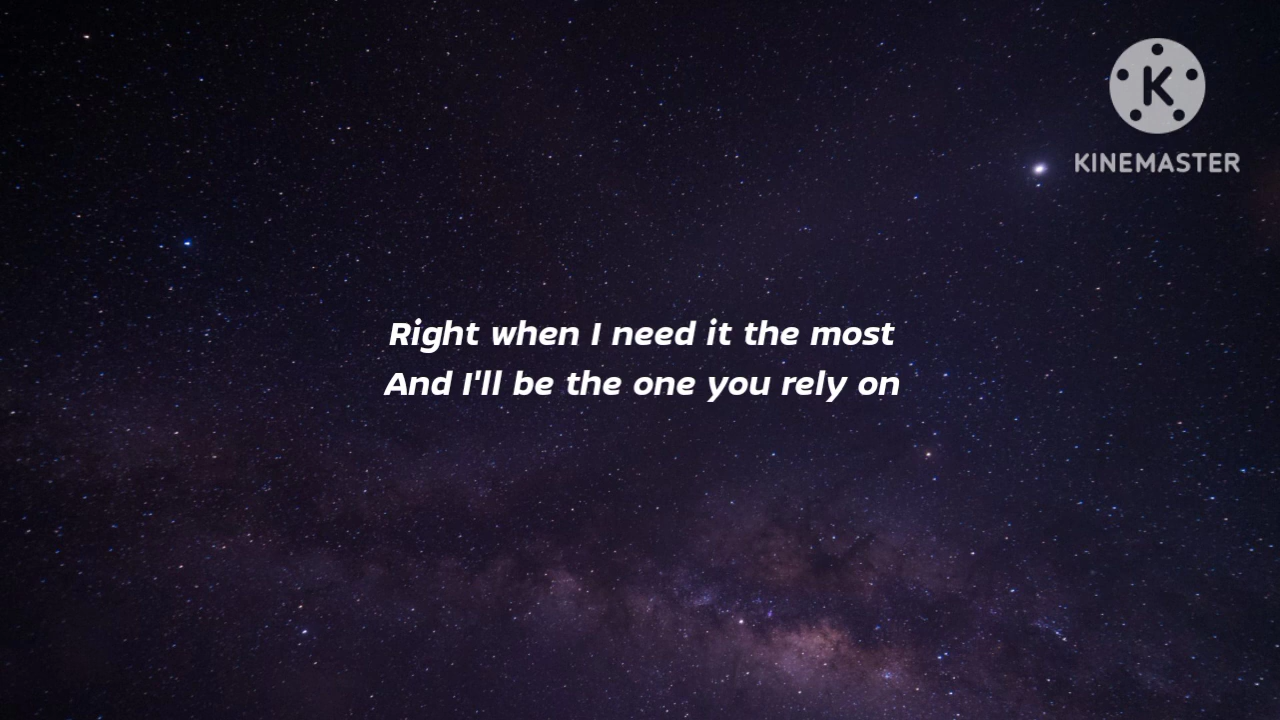 K
KINEMASTER
Right when I need it the most
And I'll be the one you rely on